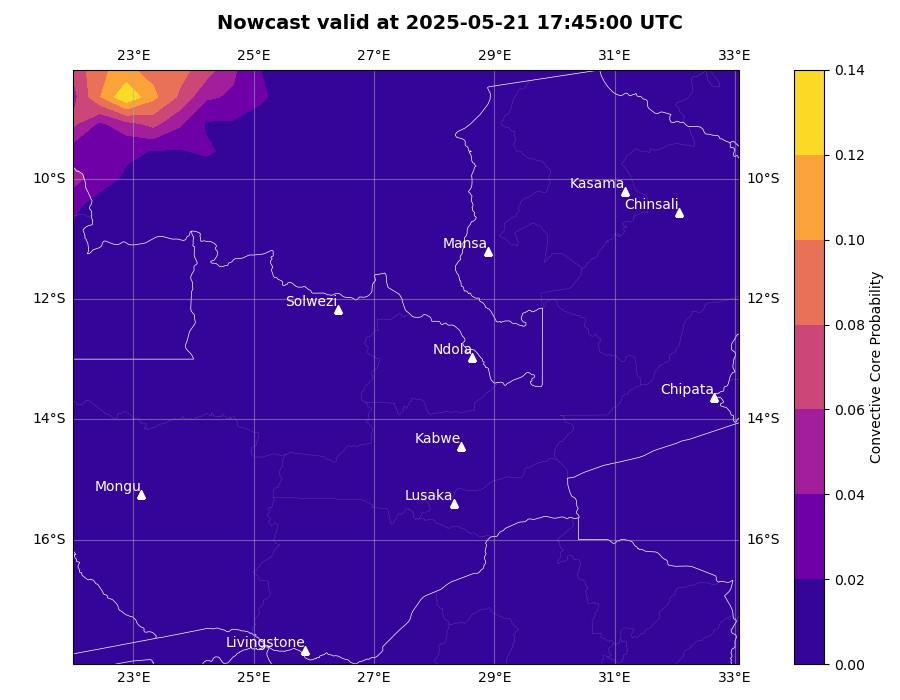 Nowcast valid at 2025-05-21 17:45:00 UTC
23°E 25°E 27°E 29°E 31°E 33°E
0.14
0.12
10°S 10°S
Kasama
Chinsali
0.10
Mansa
12°S 12°S
Solwezi
0.08
Ndola
Chipata
0.06
14°S 14°S
Kabwe
Mongu
Lusaka
0.04
16°S 16°S
0.02
Livingstone
0.00
23°E 25°E 27°E 29°E 31°E 33°E
Convective Core Probability